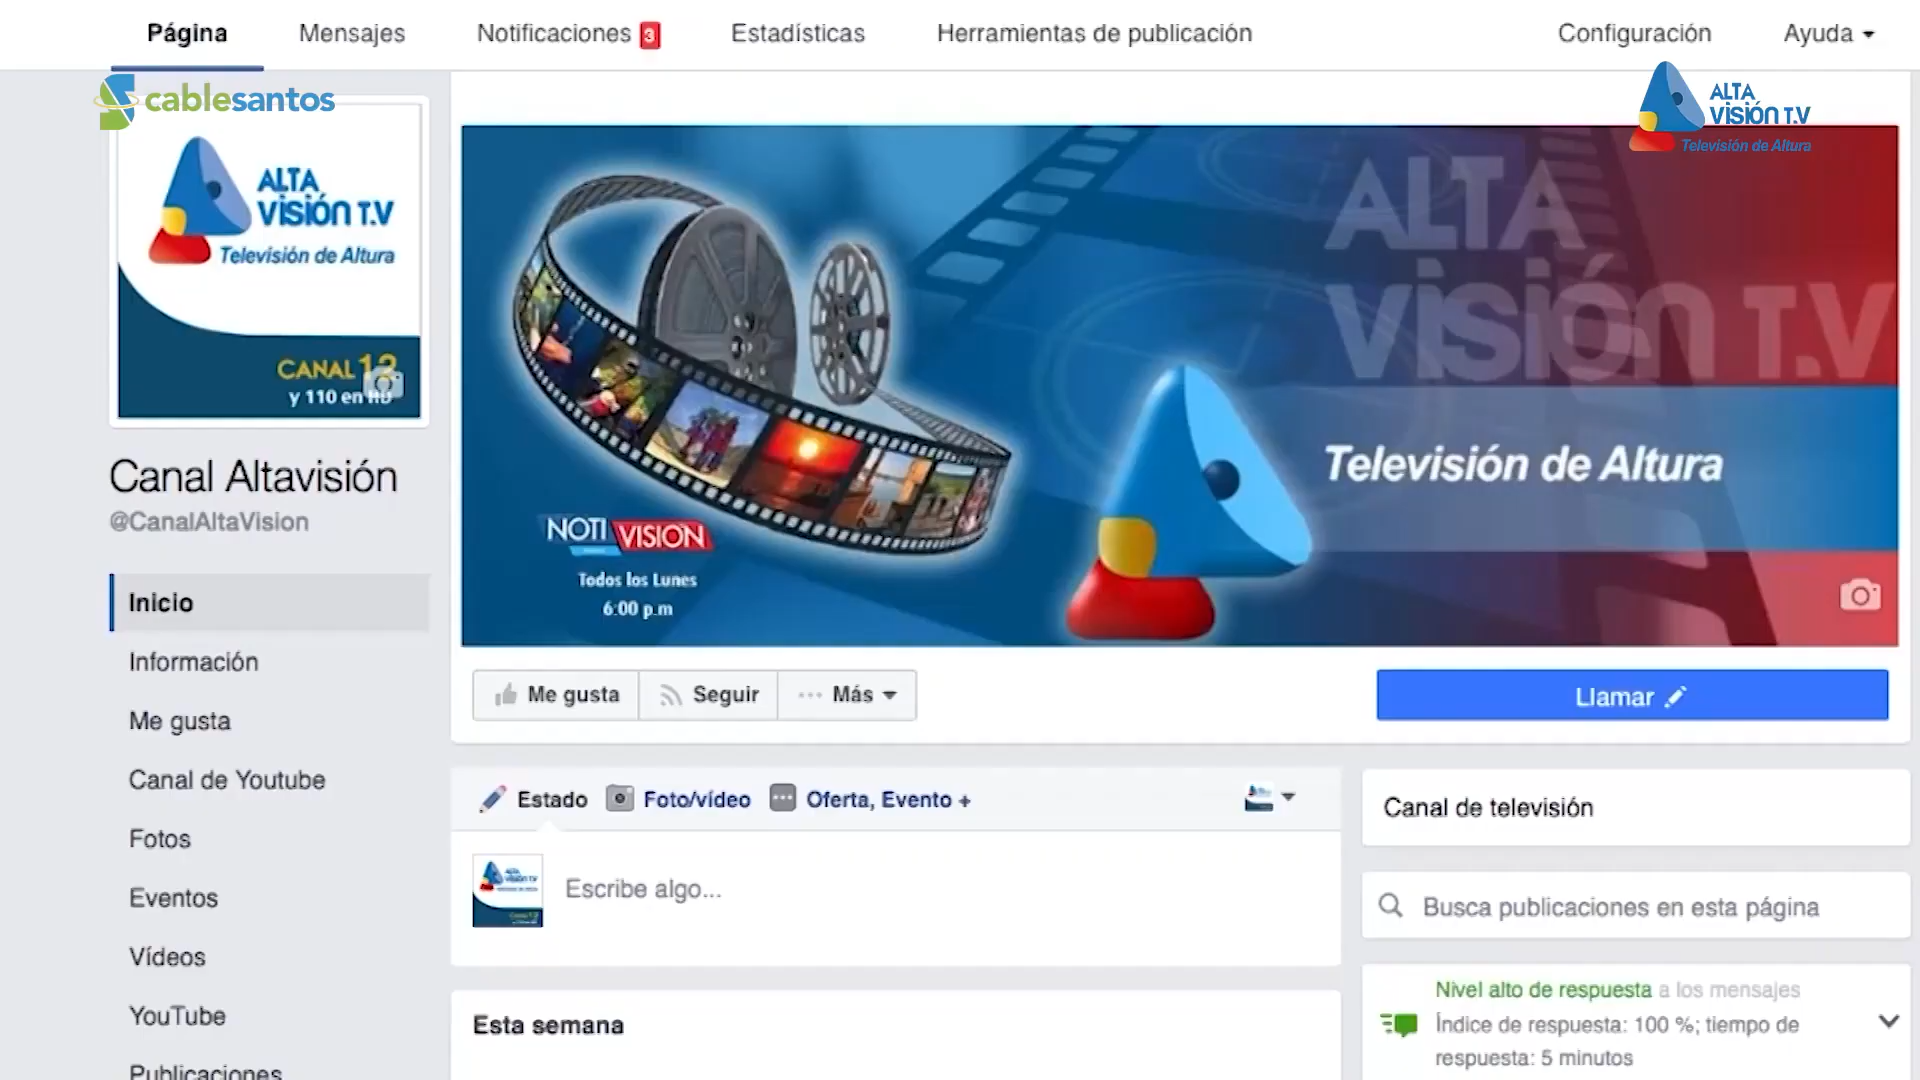 Página
Mensajes
Notificaciones 3
Estadísticas
Herramientas de publicación
Configuración
Ayuda
cablesantos
ALTA
VISIÓN T.V
Televisión de Altura
ALTA
VISIÓN T.V
Televisión de Altura
CANAL 13
y 110 en HD
Canal Altavisión
@CanalAltaVision
Inicio
Información
Me gusta
Canal de Youtube
Fotos
Eventos
Vídeos
YouTube
Publicaciones
ALTA
VISIÓN T.V
Televisión de Altura
NOTI VISIÓN
Todos los Lunes
6:00 p.m
Me gusta
Seguir
Más
Llamar
Estado
Foto/vídeo
Oferta, Evento +
Escribe algo...
Esta semana
Canal de televisión
Busca publicaciones en esta página
Nivel alto de respuesta a los mensajes
Índice de respuesta: 100 %; tiempo de
respuesta: 5 minutos